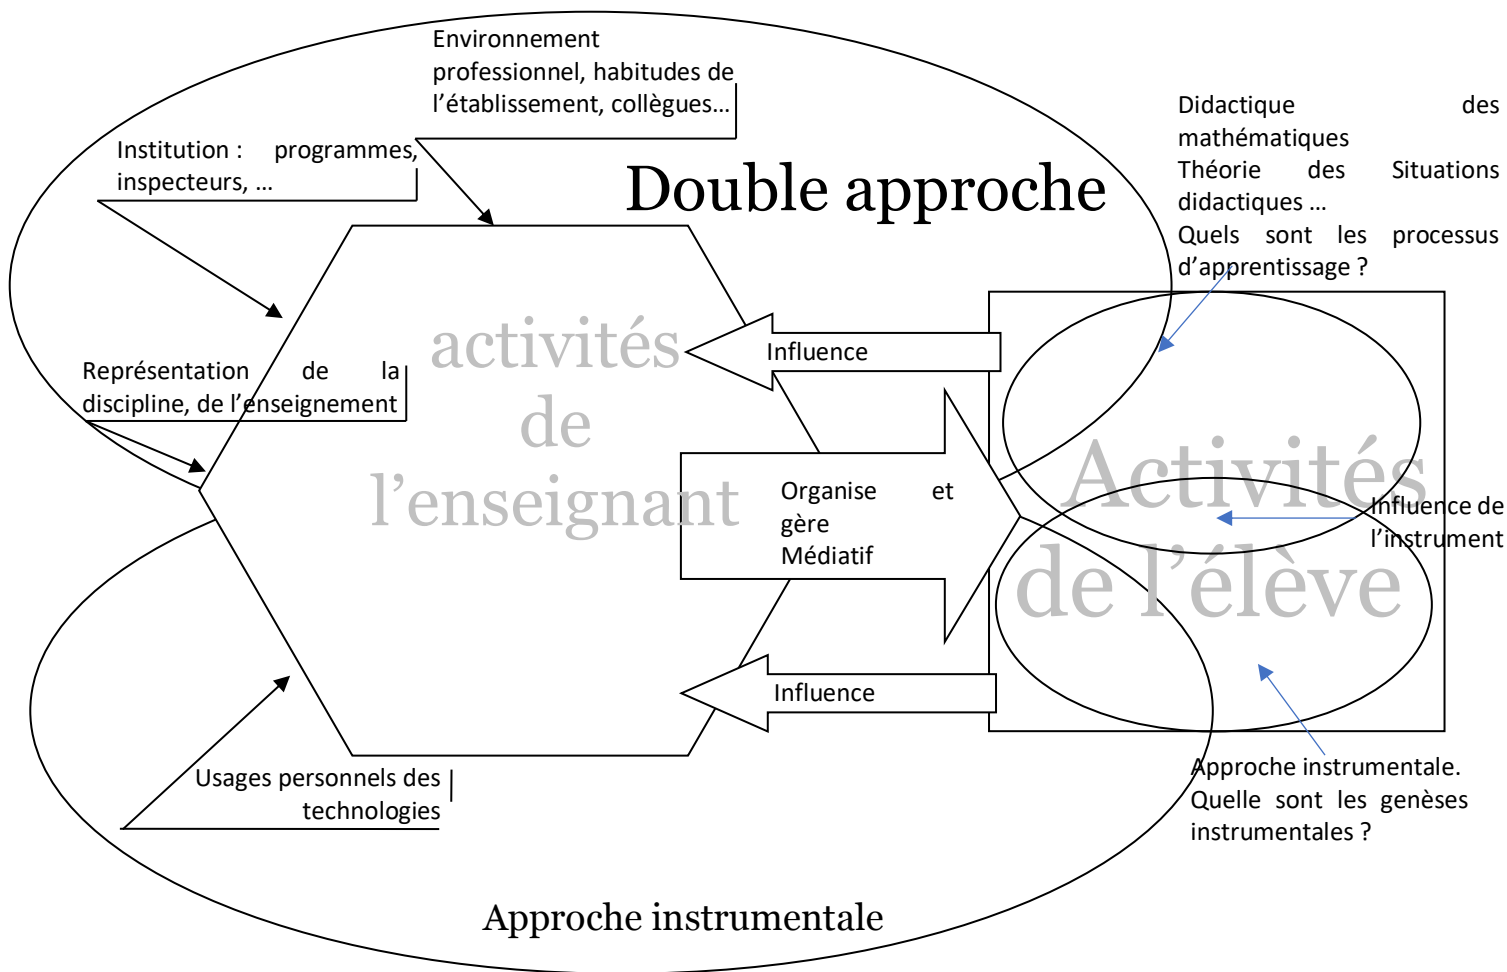 Environnement
professionnel, habitudes de
l’établissement, collègues…
Institution : programmes,
inspecteurs, …
Double approche
Didactique des
mathématiques
Théorie des Situations
didactiques …
Quels sont les processus
d’apprentissage ?
Représentation de la
discipline, de l’enseignement
activités
de
l’enseignant
Influence
Organise et
gère
Médiatif
Influence
Activités
de l’élève
Influence de
l’instrument
Usages personnels des
technologies
Approche instrumentale.
Quelle sont les genèses
instrumentales ?
Approche instrumentale